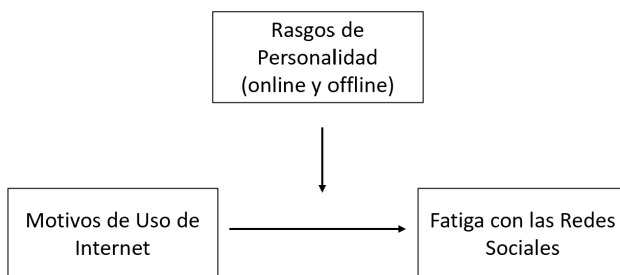 Rasgos de
Personalidad
(online y offline)
Motivos de Uso de
Internet
Fatiga con las Redes
Sociales